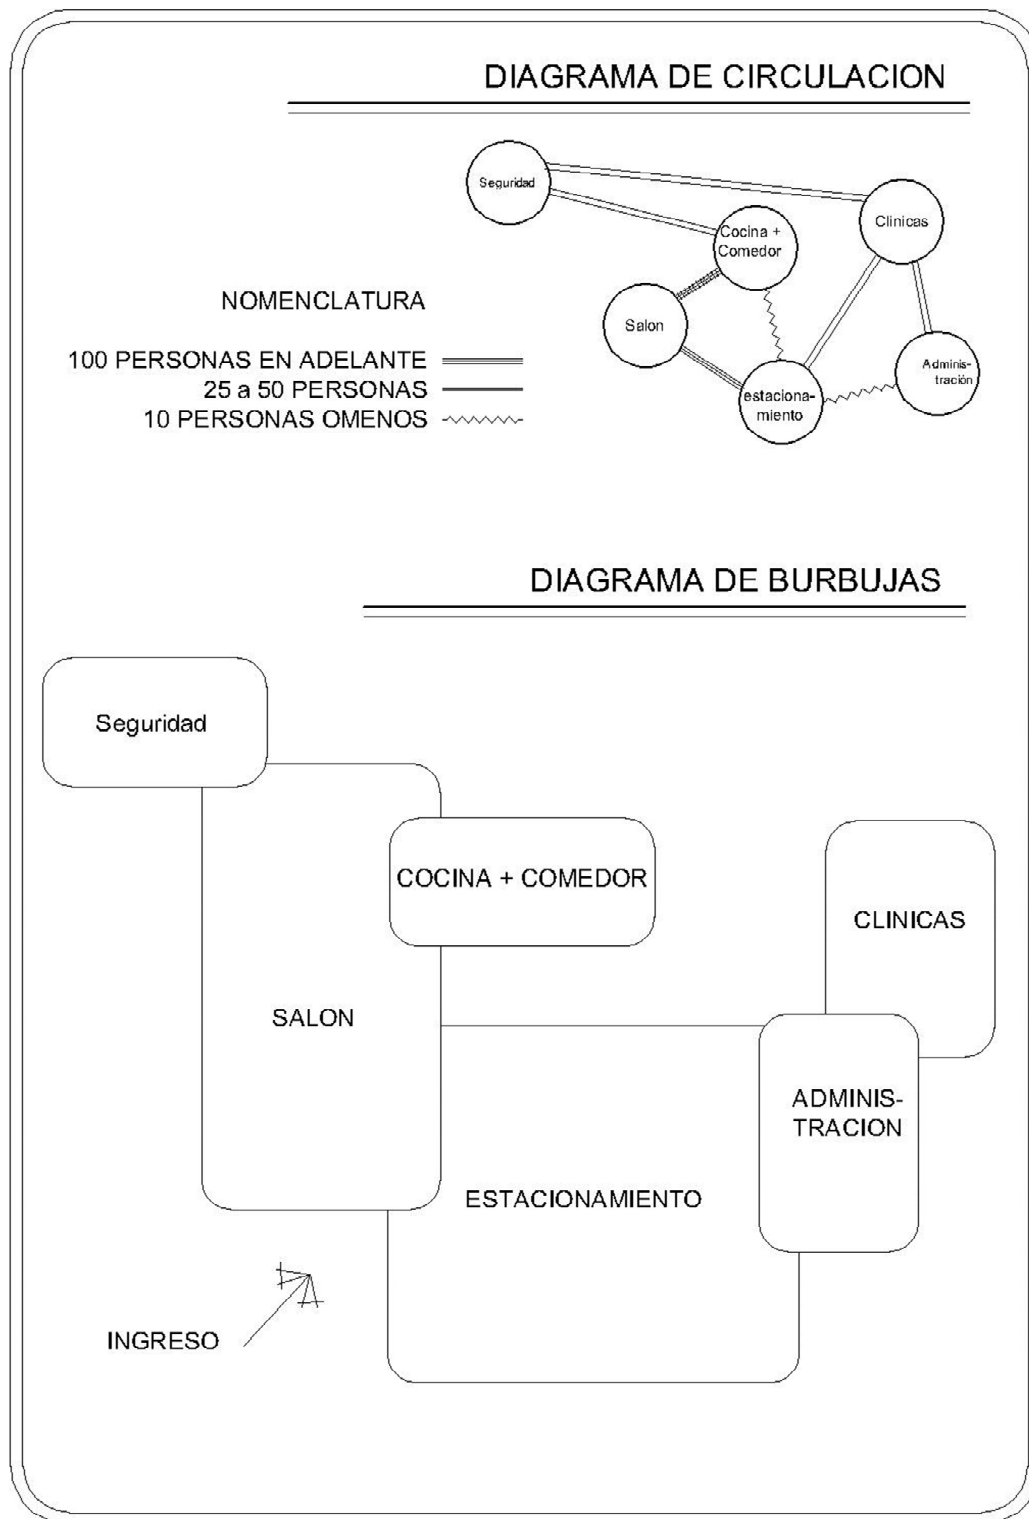 DIAGRAMA DE CIRCULACION
Seguridad
Clinicas
Cocina +
Comedor
Salon
Adminis-
tración
estaciona-
miento
NOMENCLATURA
100 PERSONAS EN ADELANTE
25 a 50 PERSONAS
10 PERSONAS OMENOS
DIAGRAMA DE BURBUJAS
Seguridad
COCINA + COMEDOR
CLINICAS
SALON
ADMINIS-
TRACION
ESTACIONAMIENTO
INGRESO